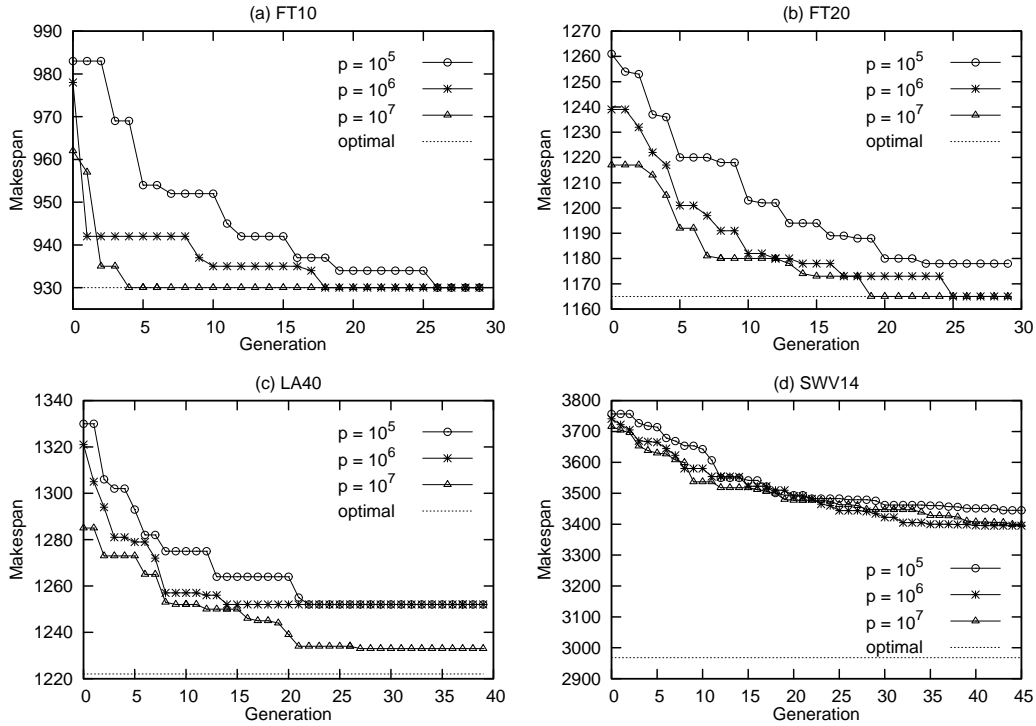 (a) FT10
990
980
970
960
950
940
930
Makespan
p = 10^5
p = 10^6
p = 10^7
optimal
0 5 10 15 20 25 30
Generation
(b) FT20
1270
1260
1250
1240
1230
1220
1210
1200
1190
1180
1170
1160
Makespan
p = 10^5
p = 10^6
p = 10^7
optimal
0 5 10 15 20 25 30
Generation
(c) LA40
1340
1320
1300
1280
1260
1240
1220
Makespan
p = 10^5
p = 10^6
p = 10^7
optimal
0 5 10 15 20 25 30 35 40
Generation
(d) SWV14
3800
3700
3600
3500
3400
3300
3200
3100
3000
2900
Makespan
p = 10^5
p = 10^6
p = 10^7
optimal
0 5 10 15 20 25 30 35 40 45
Generation